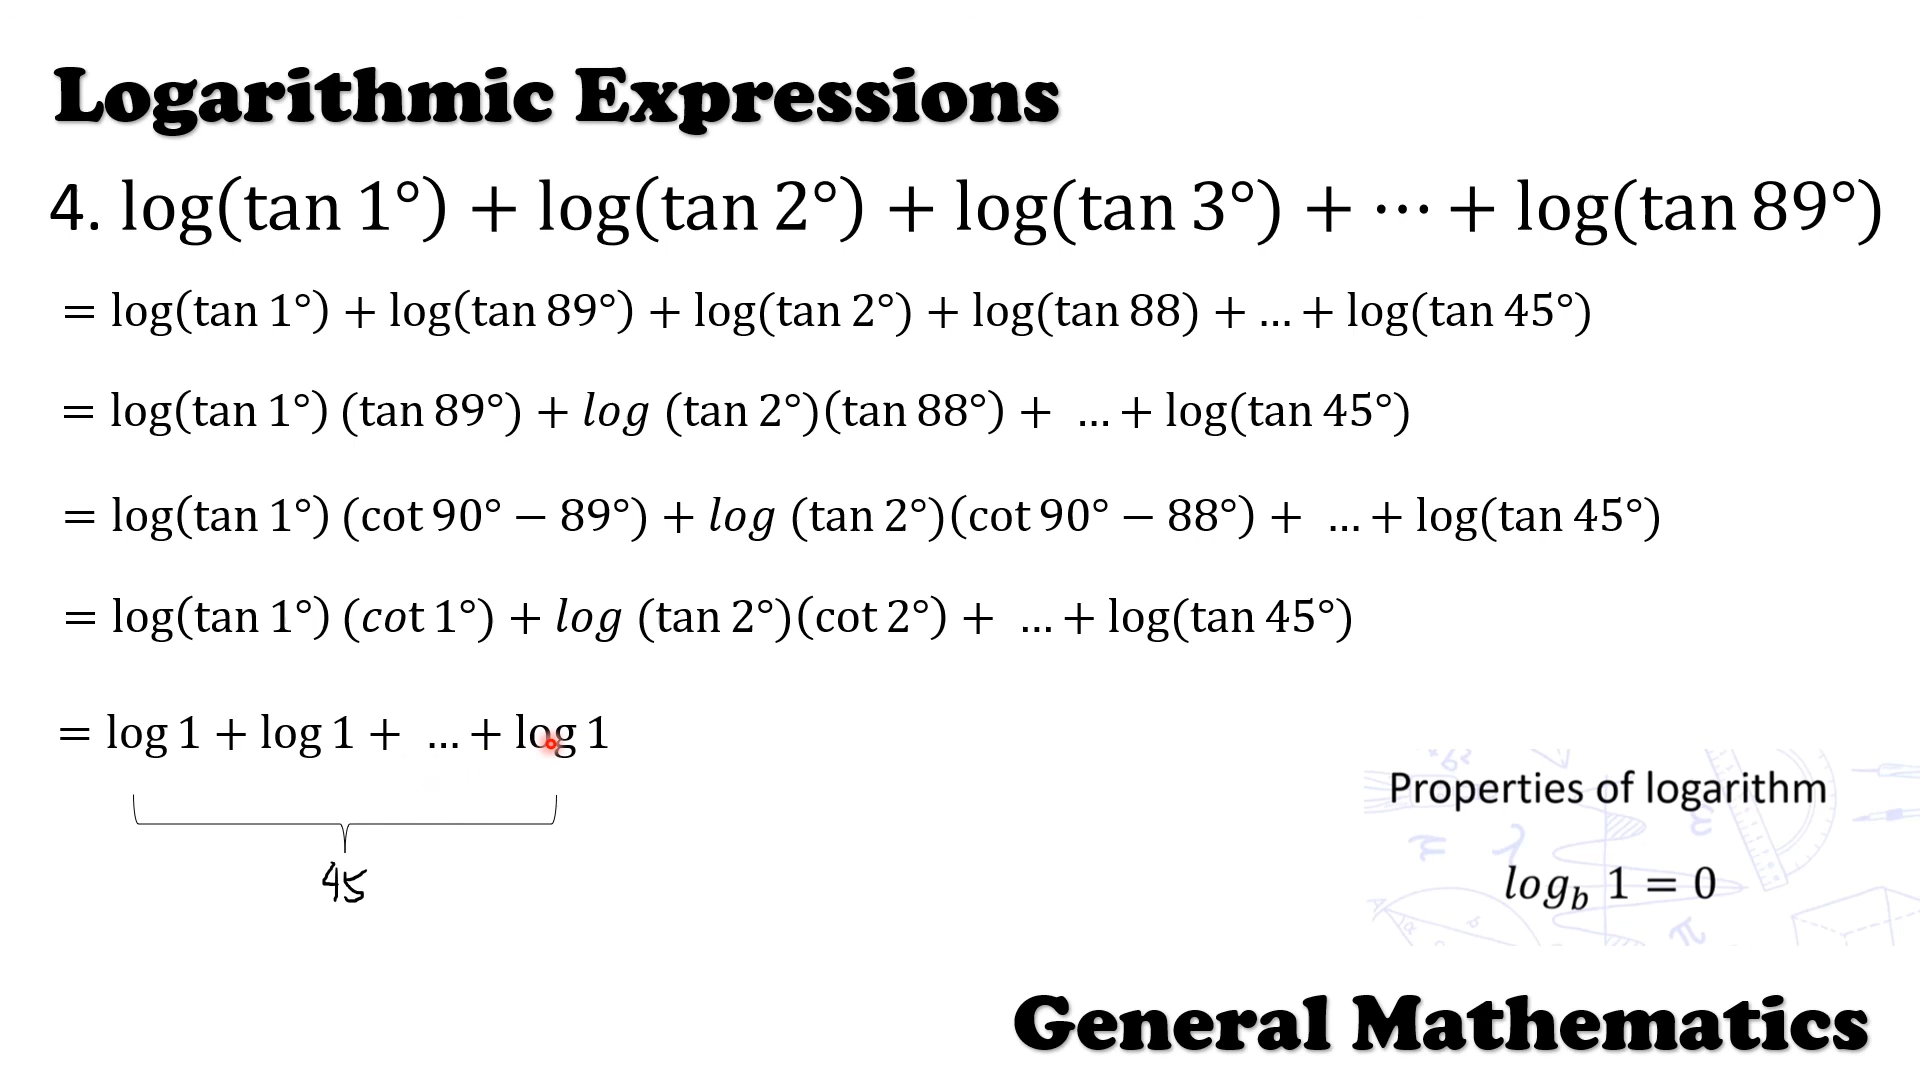 Logarithmic Expressions
4. log(tan 1°) + log(tan 2°) + log(tan 3°) + ⋯ + log(tan 89°)
= log(tan 1°) + log(tan 89°) + log(tan 2°) + log(tan 88) + … + log(tan 45°)
= log(tan 1°) (tan 89°) + log (tan 2°)(tan 88°) + … + log(tan 45°)
= log(tan 1°) (cot 90° − 89°) + log (tan 2°)(cot 90° − 88°) + … + log(tan 45°)
= log(tan 1°) (cot 1°) + log (tan 2°)(cot 2°) + … + log(tan 45°)
= log 1 + log 1 + … + log 1
45
Properties of logarithm
log_b 1 = 0
General Mathematics